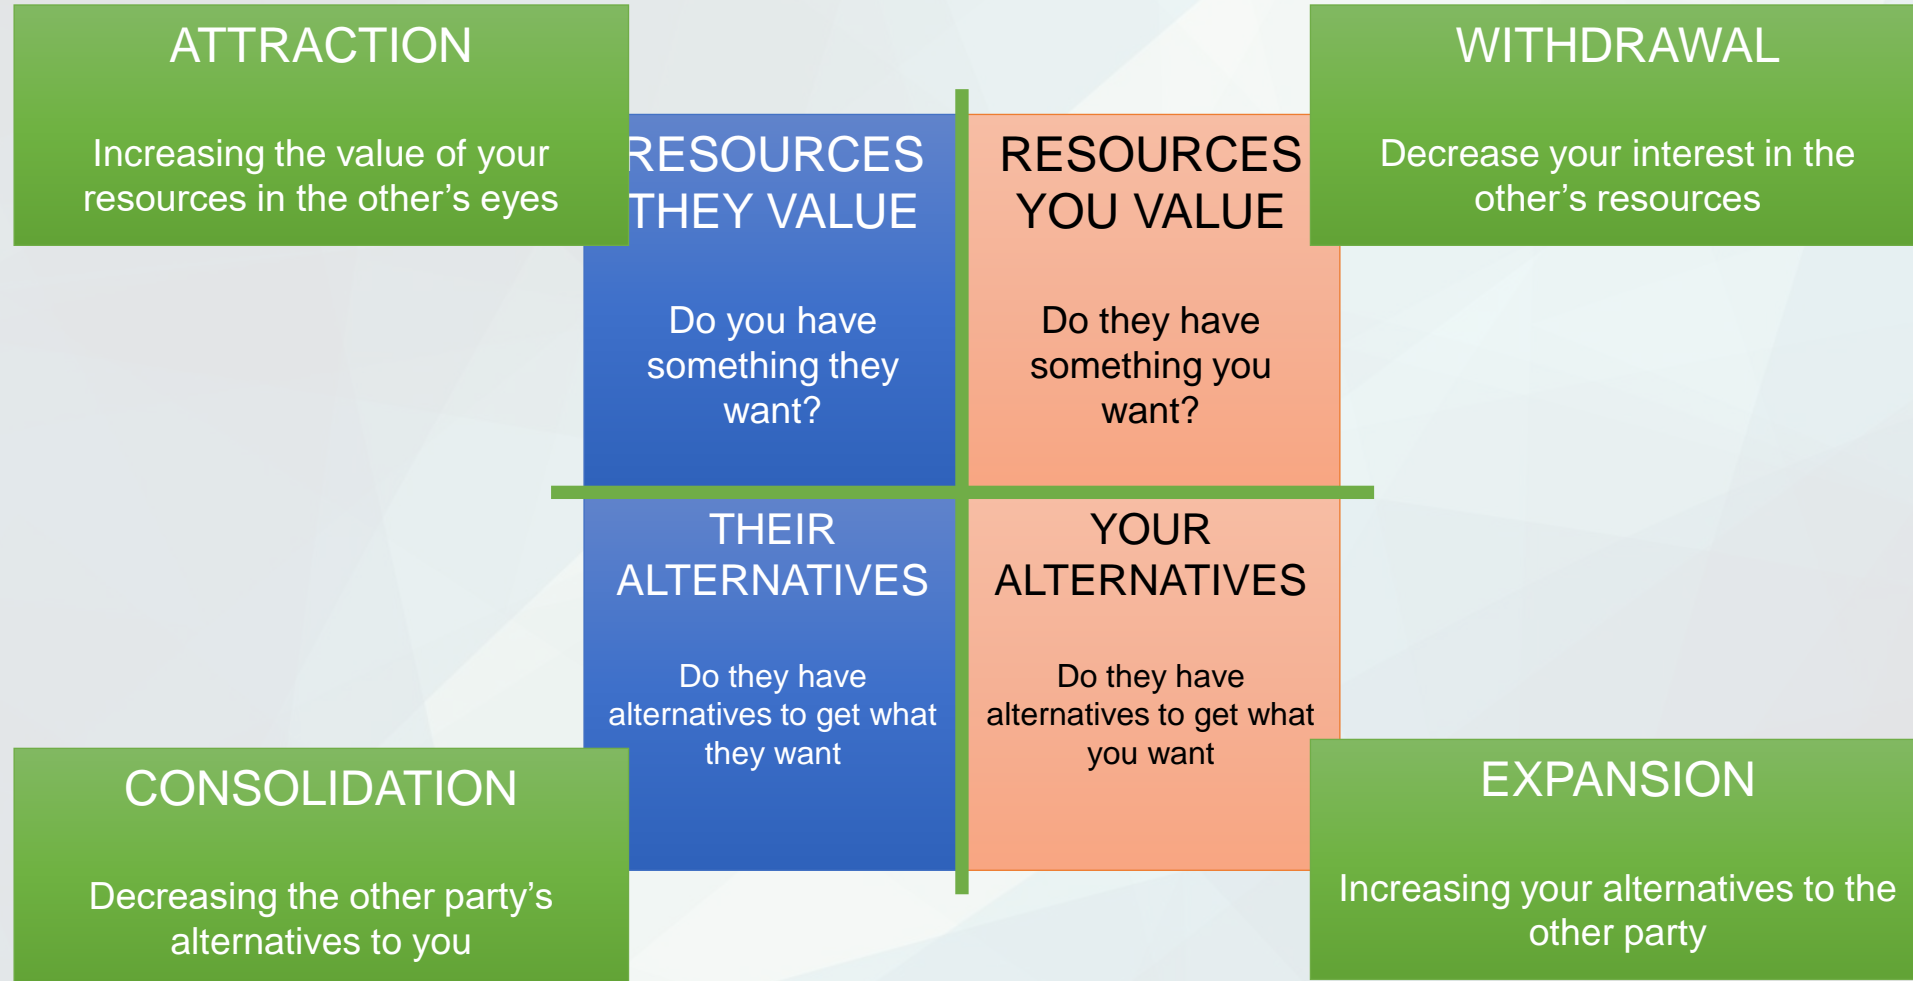 ATTRACTION
Increasing the value of your
resources in the other’s eyes
WITHDRAWAL
Decrease your interest in the
other’s resources
RESOURCES
THEY VALUE
Do you have
something they
want?
RESOURCES
YOU VALUE
Do they have
something you
want?
THEIR
ALTERNATIVES
Do they have
alternatives to get what
they want
YOUR
ALTERNATIVES
Do they have
alternatives to get what
you want
CONSOLIDATION
Decreasing the other party’s
alternatives to you
EXPANSION
Increasing your alternatives to the
other party